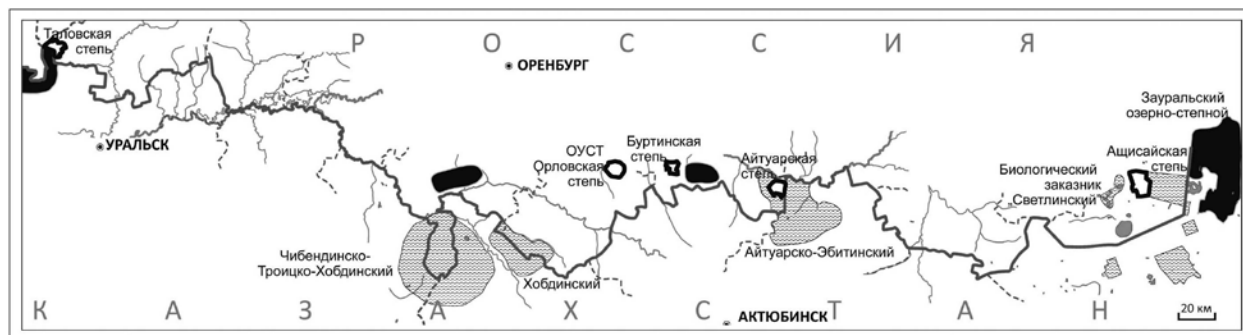 Р О С С И Я
Таловская
степь
ОРЕНБУРГ
УРАЛЬСК
Зауральский
озерно-степной
ОУСТ
Орловская
степь
Буртинская
степь
Айтуарская
степь
Ащисайская
степь
Биологический
заказник
Светлинский
Чибендинско-
Троицко-Хобдинский
Хобдинский
Айтуарско-Эбитинский
К А З А Х С Т А Н
АКТЮБИНСК
20 км